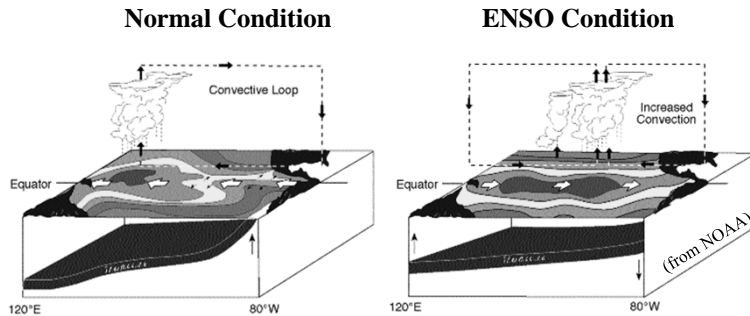 Normal Condition
ENSO Condition
Convective Loop
Increased
Convection
Equator
Equator
(from NOAA)
120°E
80°W
120°E
80°W